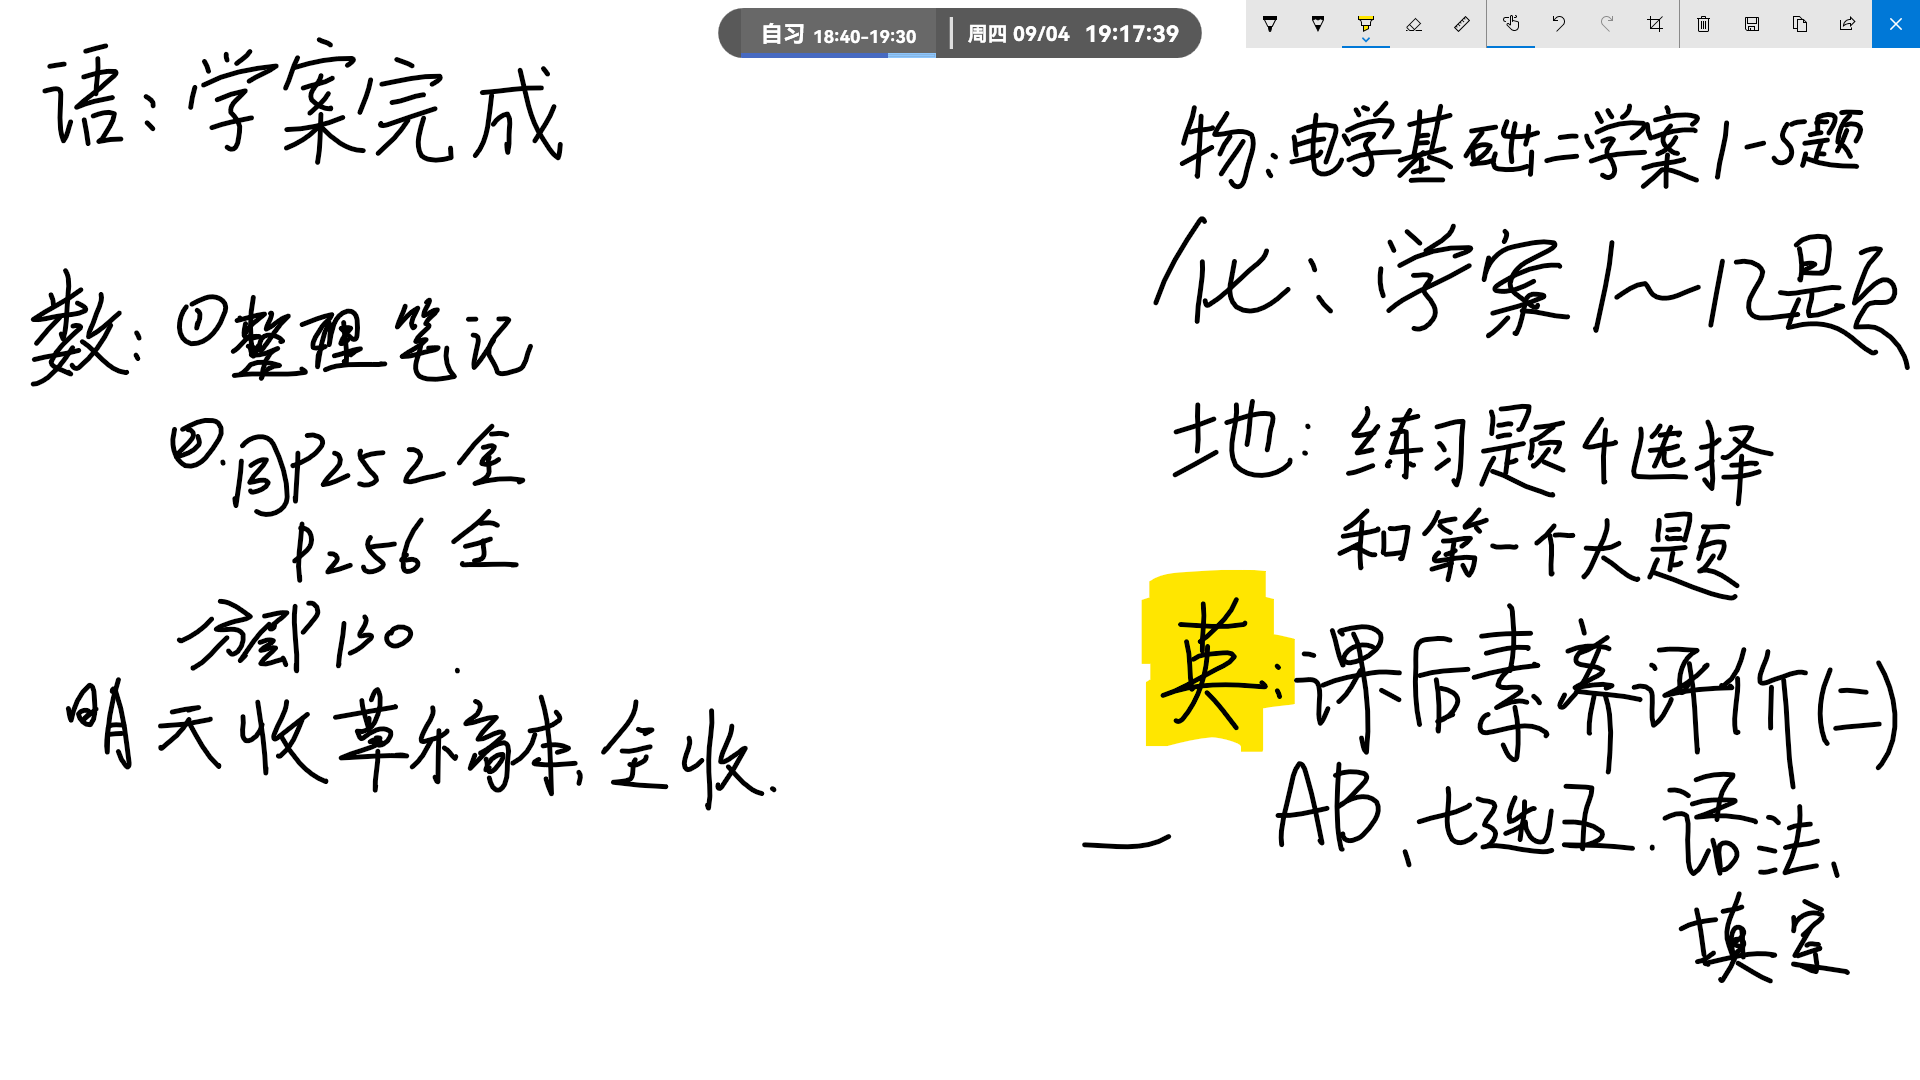 自习 18:40-19:30 周四 09/04 19:17:39
语:学案完成
数:①整理笔记
②.同P252全
P256全
分层P130.
明天收草稿本,全收.
物:电学基础二学案1-5题
化:学案1~12题
地:练习题4选择
和第一个大题
英:课后素养评价(二)
AB、七选五.语法、
填空